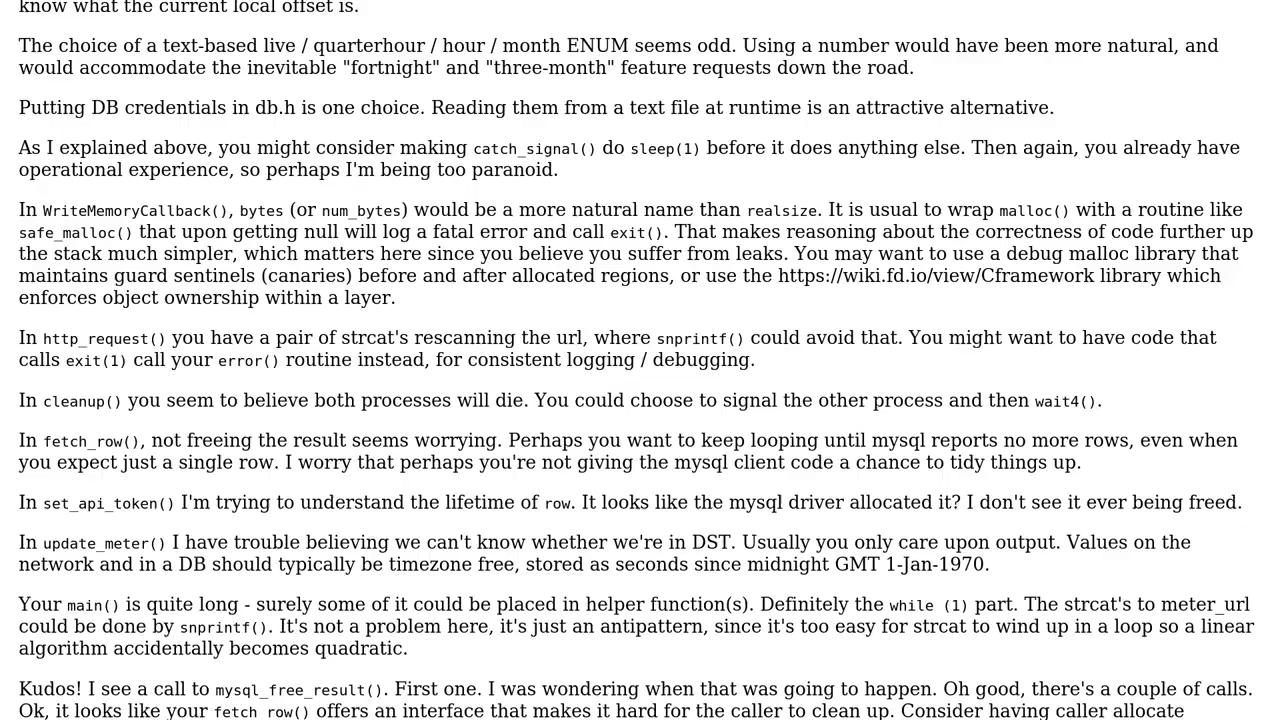 know what the current local offset is.
The choice of a text-based live / quarterhour / hour / month ENUM seems odd. Using a number would have been more natural, and
would accommodate the inevitable "fortnight" and "three-month" feature requests down the road.
Putting DB credentials in db.h is one choice. Reading them from a text file at runtime is an attractive alternative.
As I explained above, you might consider making catch_signal() do sleep(1) before it does anything else. Then again, you already have
operational experience, so perhaps I'm being too paranoid.
In WriteMemoryCallback(), bytes (or num_bytes) would be a more natural name than realsize. It is usual to wrap malloc() with a routine like
safe_malloc() that upon getting null will log a fatal error and call exit(). That makes reasoning about the correctness of code further up
the stack much simpler, which matters here since you believe you suffer from leaks. You may want to use a debug malloc library that
maintains guard sentinels (canaries) before and after allocated regions, or use the https://wiki.fd.io/view/Cframework library which
enforces object ownership within a layer.
In http_request() you have a pair of strcat's rescanning the url, where snprintf() could avoid that. You might want to have code that
calls exit(1) call your error() routine instead, for consistent logging / debugging.
In cleanup() you seem to believe both processes will die. You could choose to signal the other process and then wait4().
In fetch_row(), not freeing the result seems worrying. Perhaps you want to keep looping until mysql reports no more rows, even when
you expect just a single row. I worry that perhaps you're not giving the mysql client code a chance to tidy things up.
In set_api_token() I'm trying to understand the lifetime of row. It looks like the mysql driver allocated it? I don't see it ever being freed.
In update_meter() I have trouble believing we can't know whether we're in DST. Usually you only care upon output. Values on the
network and in a DB should typically be timezone free, stored as seconds since midnight GMT 1-Jan-1970.
Your main() is quite long - surely some of it could be placed in helper function(s). Definitely the while (1) part. The strcat's to meter_url
could be done by snprintf(). It's not a problem here, it's just an antipattern, since it's too easy for strcat to wind up in a loop so a linear
algorithm accidentally becomes quadratic.
Kudos! I see a call to mysql_free_result(). First one. I was wondering when that was going to happen. Oh good, there's a couple of calls.
Ok, it looks like your fetch_row() offers an interface that makes it hard for the caller to clean up. Consider having caller allocate